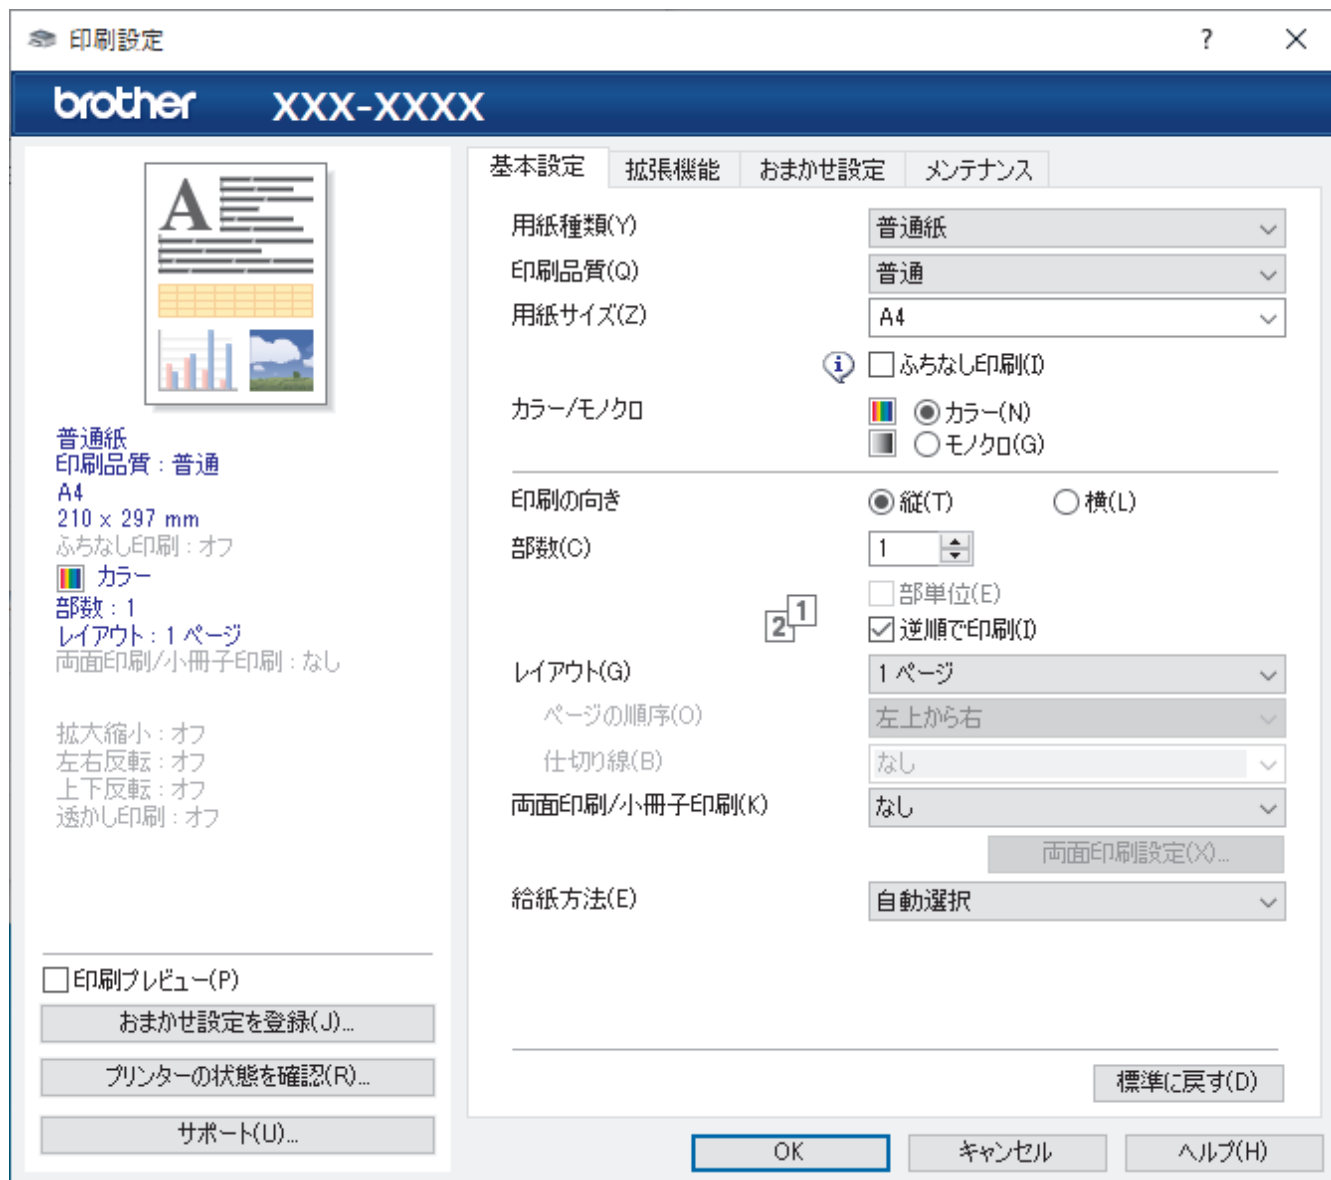 印刷設定
?
brother XXX-XXXX
A
普通紙
印刷品質 : 普通
A4
210 x 297 mm
ふちなし印刷 : オフ
カラー
部数 : 1
レイアウト : 1 ページ
両面印刷/小冊子印刷 : なし
拡大縮小 : オフ
左右反転 : オフ
上下反転 : オフ
透かし印刷 : オフ
印刷プレビュー(P)
おまかせ設定を登録(J)...
プリンターの状態を確認(R)...
サポート(U)...
基本設定 拡張機能 おまかせ設定 メンテナンス
用紙種類(Y) 普通紙
印刷品質(Q) 普通
用紙サイズ(Z) A4
ふちなし印刷(I)
カラー/モノクロ カラー(N)
モノクロ(G)
印刷の向き 縦(T) 横(L)
部数(C) 1
部単位(E)
2 1 逆順で印刷(I)
レイアウト(G) 1 ページ
ページの順序(O) 左上から右
仕切り線(B) なし
両面印刷/小冊子印刷(K) なし
両面印刷設定(X)...
給紙方法(E) 自動選択
標準に戻す(D)
OK キャンセル ヘルプ(H)